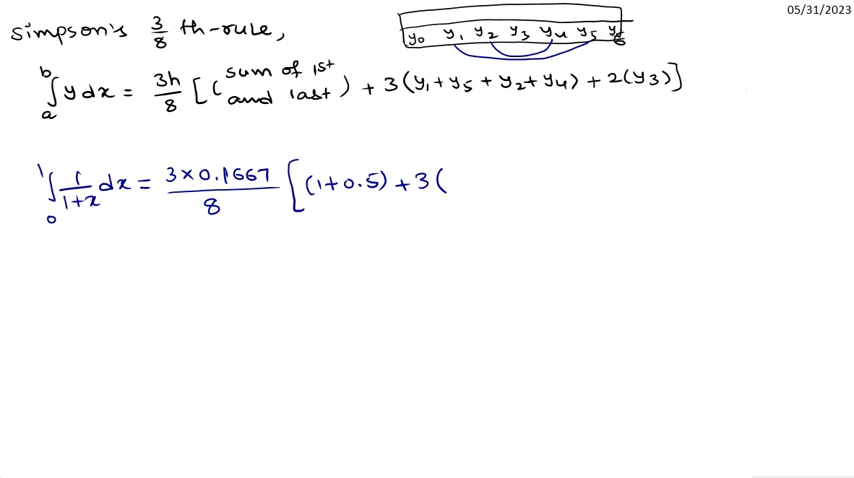 05/31/2023
Simpson's 3/8 th-rule,
y₀ y₁ y₂ y₃ y₄ y₅ y₆
∫ₐᵇ y dx = 3h/8 [( sum of 1st and last ) + 3(y₁ + y₅ + y₂ + y₄) + 2(y₃)]
∫₀¹ 1/(1+x) dx = (3 × 0.1667)/8 [(1+0.5) + 3(